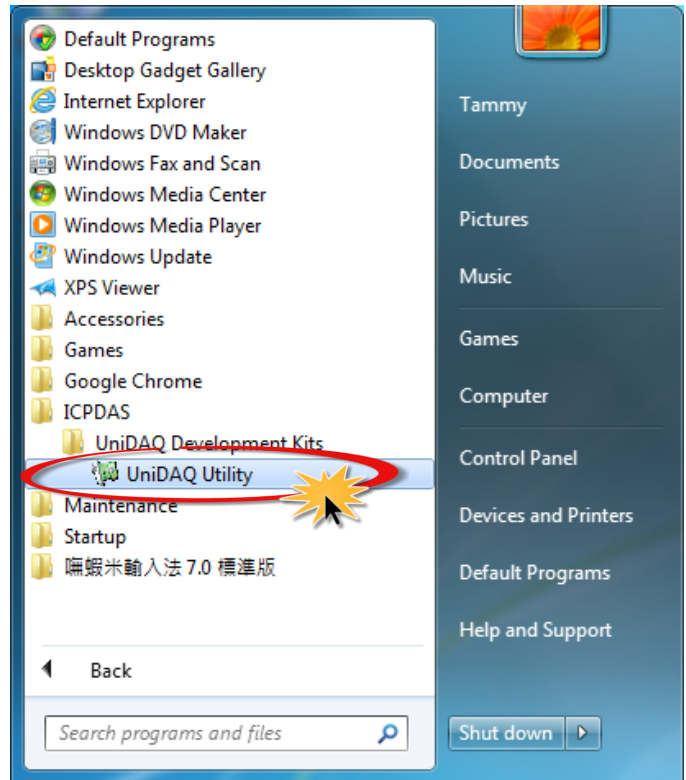 Default Programs
Desktop Gadget Gallery
Internet Explorer
Windows DVD Maker
Windows Fax and Scan
Windows Media Center
Windows Media Player
Windows Update
XPS Viewer
Accessories
Games
Google Chrome
ICPDAS
UniDAQ Development Kits
UniDAQ Utility
Maintenance
Startup
嘸蝦米輸入法 7.0 標準版
Back
Search programs and files
Tammy
Documents
Pictures
Music
Games
Computer
Control Panel
Devices and Printers
Default Programs
Help and Support
Shut down